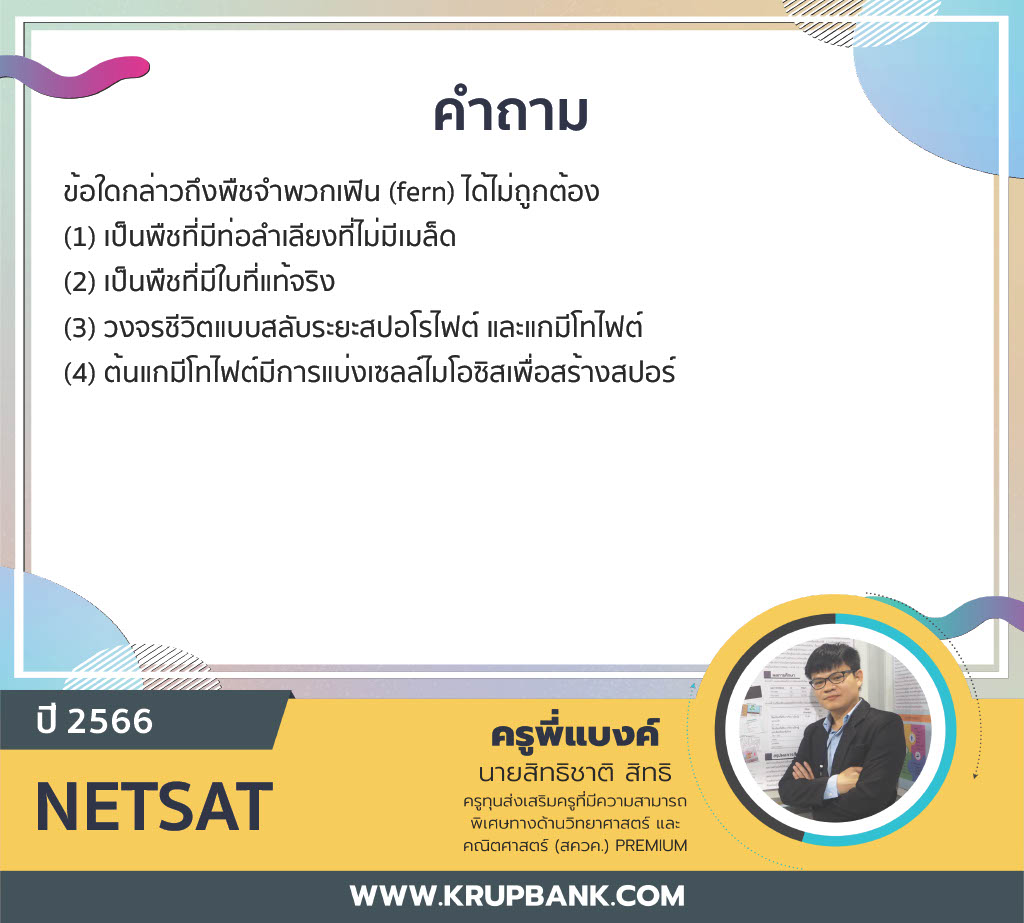 คำถาม
ข้อใดกล่าวถึงพืชจำพวกเฟิน (fern) ได้ไม่ถูกต้อง
(1) เป็นพืชที่มีท่อลำเลียงที่ไม่มีเมล็ด
(2) เป็นพืชที่มีใบที่แท้จริง
(3) วงจรชีวิตแบบสลับระยะสปอโรไฟต์ และแกมีโทไฟต์
(4) ต้นแกมีโทไฟต์มีการแบ่งเซลล์ไมโอซิสเพื่อสร้างสปอร์
ปี 2566
NETSAT
ครูพี่แบงค์
นายสิทธิชาติ สิทธิ
ครูทุนส่งเสริมครูที่มีความสามารถ
พิเศษทางด้านวิทยาศาสตร์ และ
คณิตศาสตร์ (สควค.) PREMIUM
WWW.KRUPBANK.COM